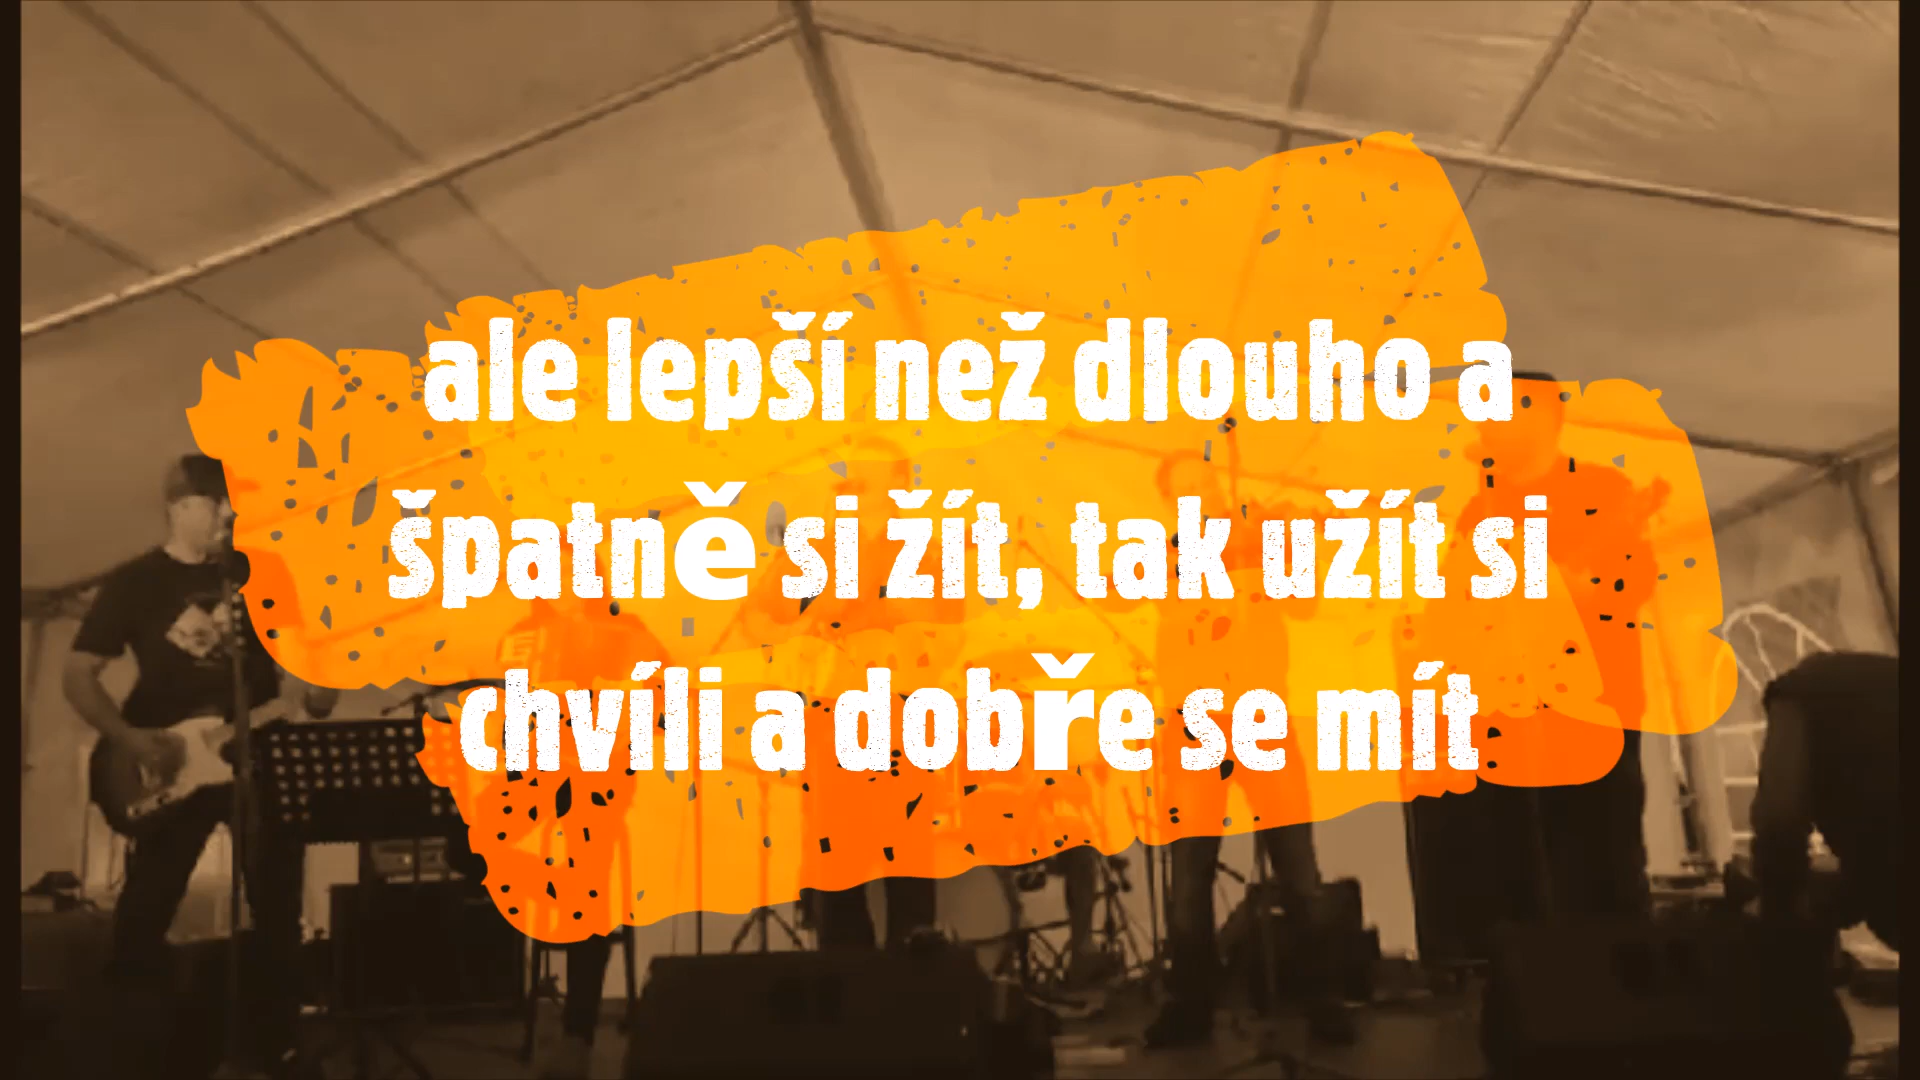 ale lepší než dlouho a
špatně si žít, tak užít si
chvíli a dobře se mít